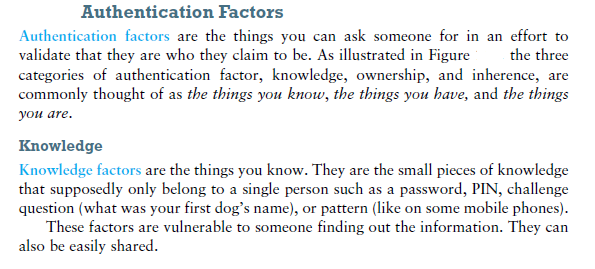 Authentication Factors
Authentication factors are the things you can ask someone for in an effort to
validate that they are who they claim to be. As illustrated in Figure the three
categories of authentication factor, knowledge, ownership, and inherence, are
commonly thought of as the things you know, the things you have, and the things
you are.
Knowledge
Knowledge factors are the things you know. They are the small pieces of knowledge
that supposedly only belong to a single person such as a password, PIN, challenge
question (what was your first dog's name), or pattern (like on some mobile phones).
These factors are vulnerable to someone finding out the information. They can
also be easily shared.